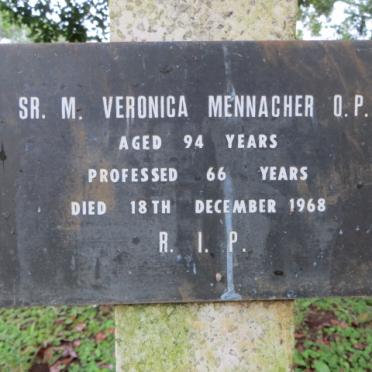 SR. M. VERONICA MENNACHER O.P.
AGED 94 YEARS
PROFESSED 66 YEARS
DIED 18TH DECEMBER 1968
R. I. P.